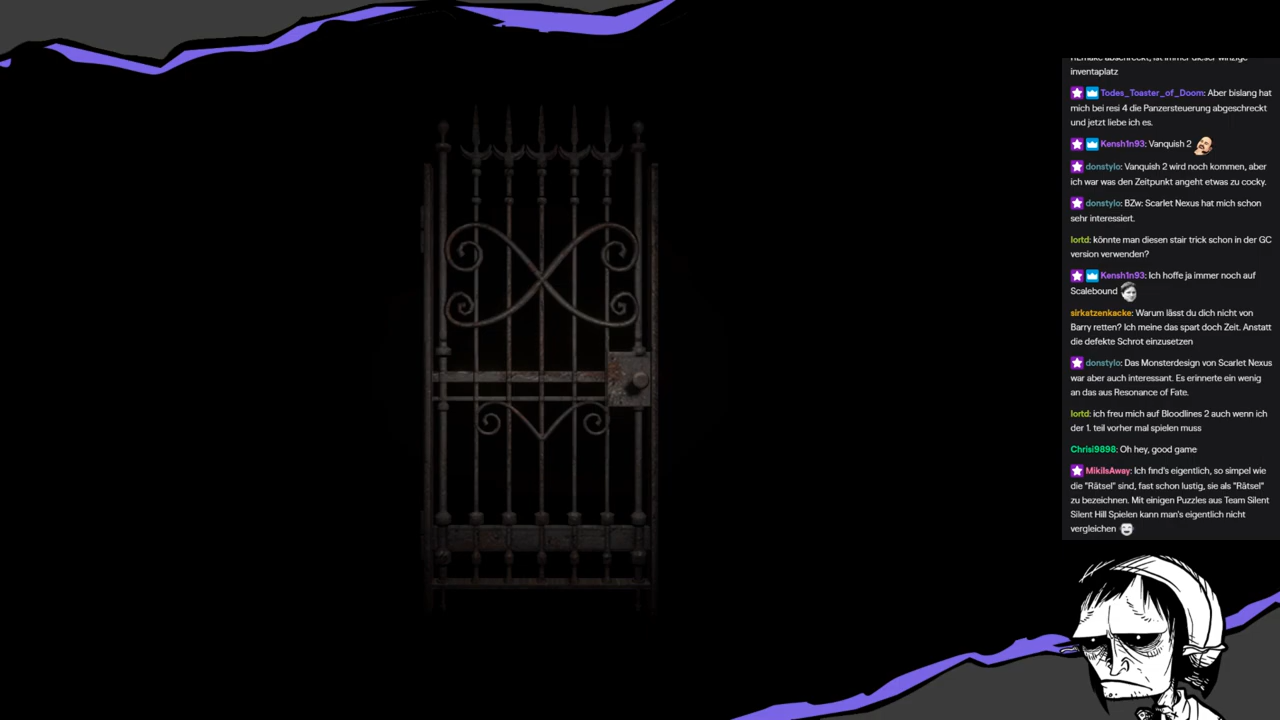 inventaplatz
Todes_Toaster_of_Doom: Aber bislang hat
mich bei resi 4 die Panzersteuerung abgeschreckt
und jetzt liebe ich es.
Kensh1n93: Vanquish 2
donstylo: Vanquish 2 wird noch kommen, aber
ich war was den Zeitpunkt angeht etwas zu cocky.
donstylo: BZw: Scarlet Nexus hat mich schon
sehr interessiert.
lortd: könnte man diesen stair trick schon in der GC
version verwenden?
Kensh1n93: Ich hoffe ja immer noch auf
Scalebound
sirkatzenkacke: Warum lässt du dich nicht von
Barry retten? Ich meine das spart doch Zeit. Anstatt
die defekte Schrot einzusetzen
donstylo: Das Monsterdesign von Scarlet Nexus
war aber auch interessant. Es erinnerte ein wenig
an das aus Resonance of Fate.
lortd: ich freu mich auf Bloodlines 2 auch wenn ich
der 1. teil vorher mal spielen muss
Chrisi9898: Oh hey, good game
MikilsAway: Ich find's eigentlich, so simpel wie
die "Rätsel" sind, fast schon lustig, sie als "Rätsel"
zu bezeichnen. Mit einigen Puzzles aus Team Silent
Silent Hill Spielen kann man's eigentlich nicht
vergleichen